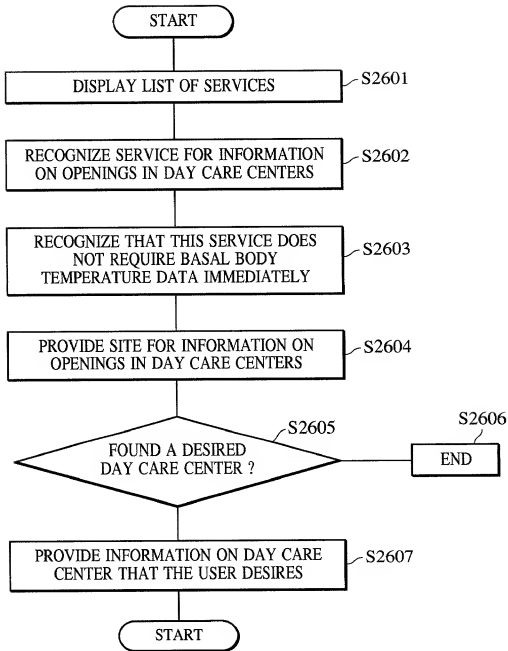 START
DISPLAY LIST OF SERVICES
S2601
RECOGNIZE SERVICE FOR INFORMATION
ON OPENINGS IN DAY CARE CENTERS
S2602
RECOGNIZE THAT THIS SERVICE DOES
NOT REQUIRE BASAL BODY
TEMPERATURE DATA IMMEDIATELY
S2603
PROVIDE SITE FOR INFORMATION ON
OPENINGS IN DAY CARE CENTERS
S2604
FOUND A DESIRED
DAY CARE CENTER ?
S2605
S2606
END
PROVIDE INFORMATION ON DAY CARE
CENTER THAT THE USER DESIRES
S2607
START